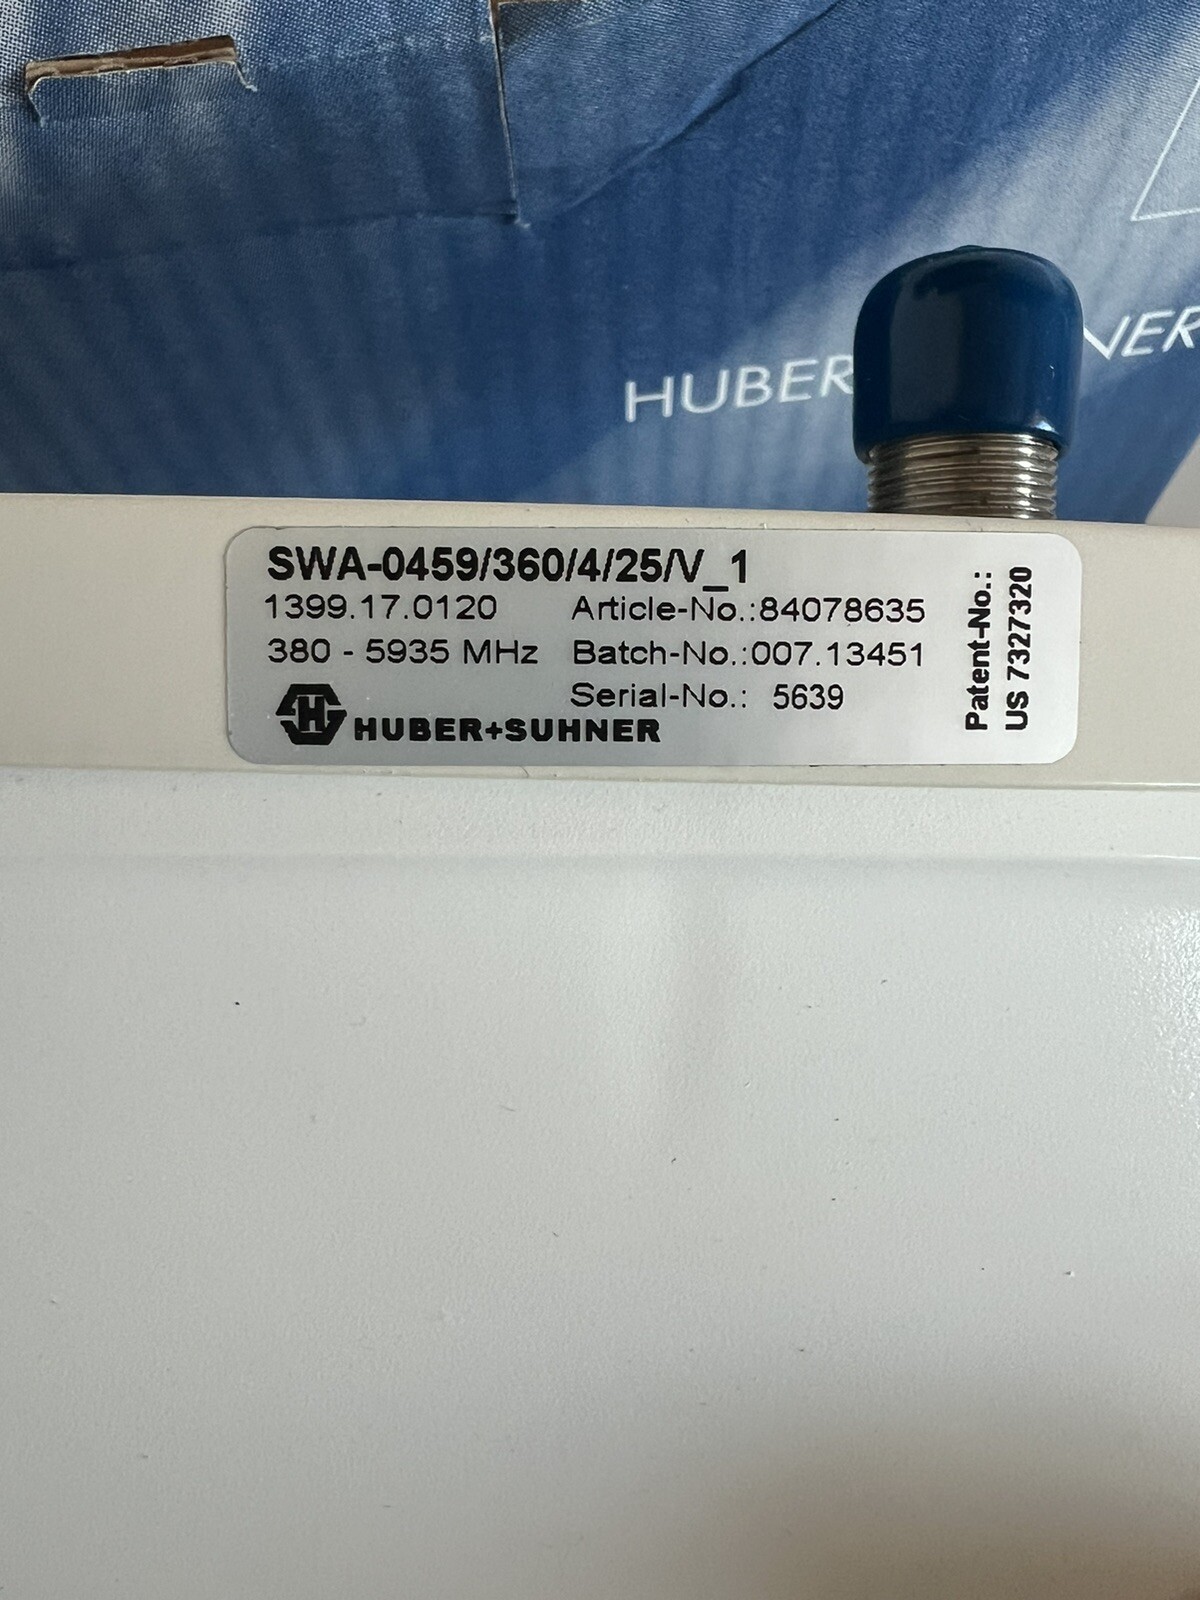 HUBER
NER
SWA-0459/360/4/25/V_1
1399.17.0120 Article-No.:84078635
380 - 5935 MHz Batch-No.:007.13451
Serial-No.: 5639
HUBER+SUHNER
Patent-No.:
US 7327320